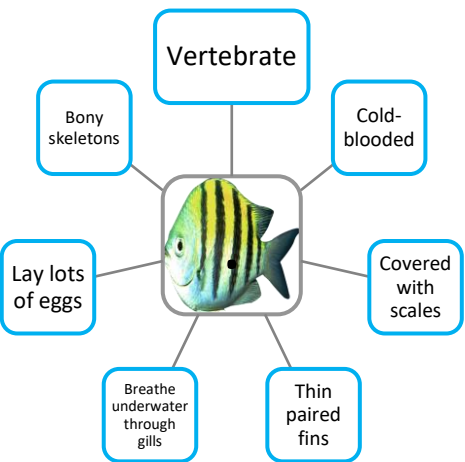 Vertebrate
Bony
skeletons
Cold-
blooded
Lay lots
of eggs
Covered
with
scales
Breathe
underwater
through
gills
Thin
paired
fins